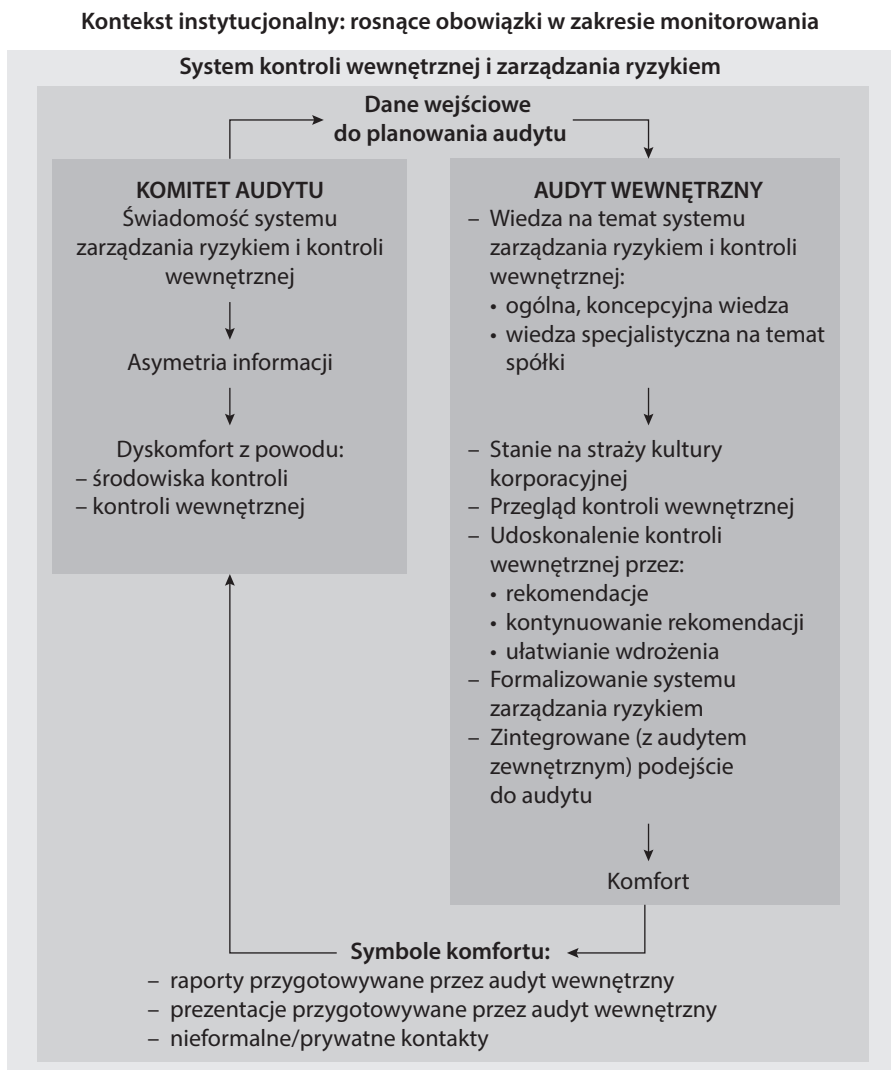 Kontekst instytucjonalny: rosnące obowiązki w zakresie monitorowania
System kontroli wewnętrznej i zarządzania ryzykiem
Dane wejściowe
do planowania audytu
KOMITET AUDYTU
Świadomość systemu
zarządzania ryzykiem i kontroli
wewnętrznej
Asymetria informacji
Dyskomfort z powodu:
– środowiska kontroli
– kontroli wewnętrznej
AUDYT WEWNĘTRZNY
– Wiedza na temat systemu
zarządzania ryzykiem i kontroli
wewnętrznej:
• ogólna, koncepcyjna wiedza
• wiedza specjalistyczna na temat
spółki
– Stanie na straży kultury
korporacyjnej
– Przegląd kontroli wewnętrznej
– Udoskonalenie kontroli
wewnętrznej przez:
• rekomendacje
• kontynuowanie rekomendacji
• ułatwianie wdrożenia
– Formalizowanie systemu
zarządzania ryzykiem
– Zintegrowane (z audytem
zewnętrznym) podejście
do audytu
Komfort
Symbole komfortu:
– raporty przygotowywane przez audyt wewnętrzny
– prezentacje przygotowywane przez audyt wewnętrzny
– nieformalne/prywatne kontakty